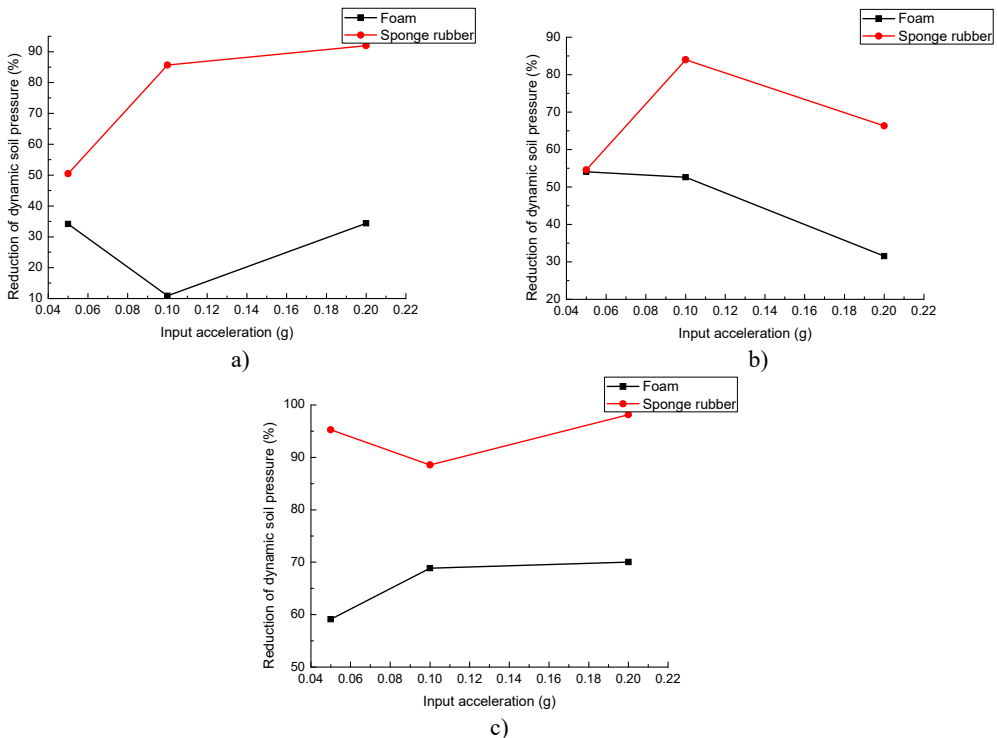 Foam
Sponge rubber
90
80
70
60
50
40
30
20
10
Reduction of dynamic soil pressure (%)
0.04 0.06 0.08 0.10 0.12 0.14 0.16 0.18 0.20 0.22
Input acceleration (g)
a)
Foam
Sponge rubber
90
80
70
60
50
40
30
20
Reduction of dynamic soil pressure (%)
0.04 0.06 0.08 0.10 0.12 0.14 0.16 0.18 0.20 0.22
Input acceleration (g)
b)
Foam
Sponge rubber
100
90
80
70
60
50
Reduction of dynamic soil pressure (%)
0.04 0.06 0.08 0.10 0.12 0.14 0.16 0.18 0.20 0.22
Input acceleration (g)
c)